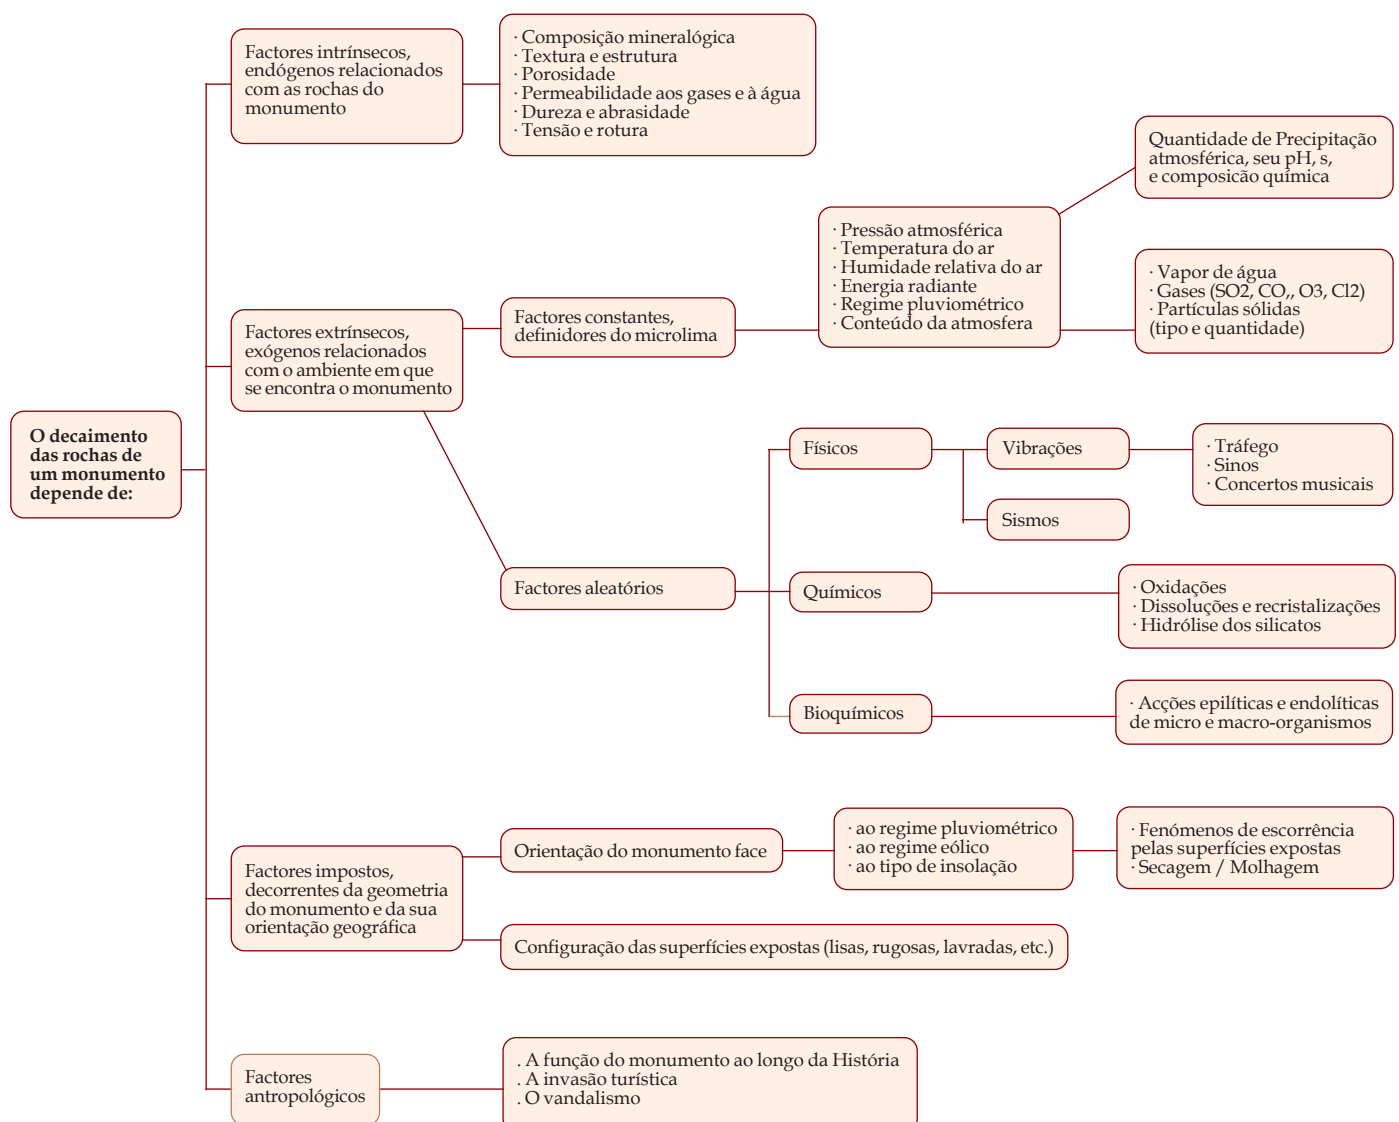 O decaimento
das rochas de
um monumento
depende de:
Factores intrínsecos,
endógenos relacionados
com as rochas do
monumento
· Composição mineralógica
· Textura e estrutura
· Porosidade
· Permeabilidade aos gases e à água
· Dureza e abrasidade
· Tensão e rotura
Factores extrínsecos,
exógenos relacionados
com o ambiente em que
se encontra o monumento
Factores constantes,
definidores do microlima
· Pressão atmosférica
· Temperatura do ar
· Humidade relativa do ar
· Energia radiante
· Regime pluviométrico
· Conteúdo da atmosfera
Quantidade de Precipitação
atmosférica, seu pH, s,
e composicão química
· Vapor de água
· Gases (SO2, CO,, O3, Cl2)
· Partículas sólidas
(tipo e quantidade)
Factores aleatórios
Físicos
Vibrações
· Tráfego
· Sinos
· Concertos musicais
Sismos
Químicos
· Oxidações
· Dissoluções e recristalizações
· Hidrólise dos silicatos
Bioquímicos
· Acções epilíticas e endolíticas
de micro e macro-organismos
Factores impostos,
decorrentes da geometria
do monumento e da sua
orientação geográfica
Orientação do monumento face
· ao regime pluviométrico
· ao regime eólico
· ao tipo de insolação
· Fenómenos de escorrência
pelas superfícies expostas
· Secagem / Molhagem
Configuração das superfícies expostas (lisas, rugosas, lavradas, etc.)
Factores
antropológicos
. A função do monumento ao longo da História
. A invasão turística
. O vandalismo